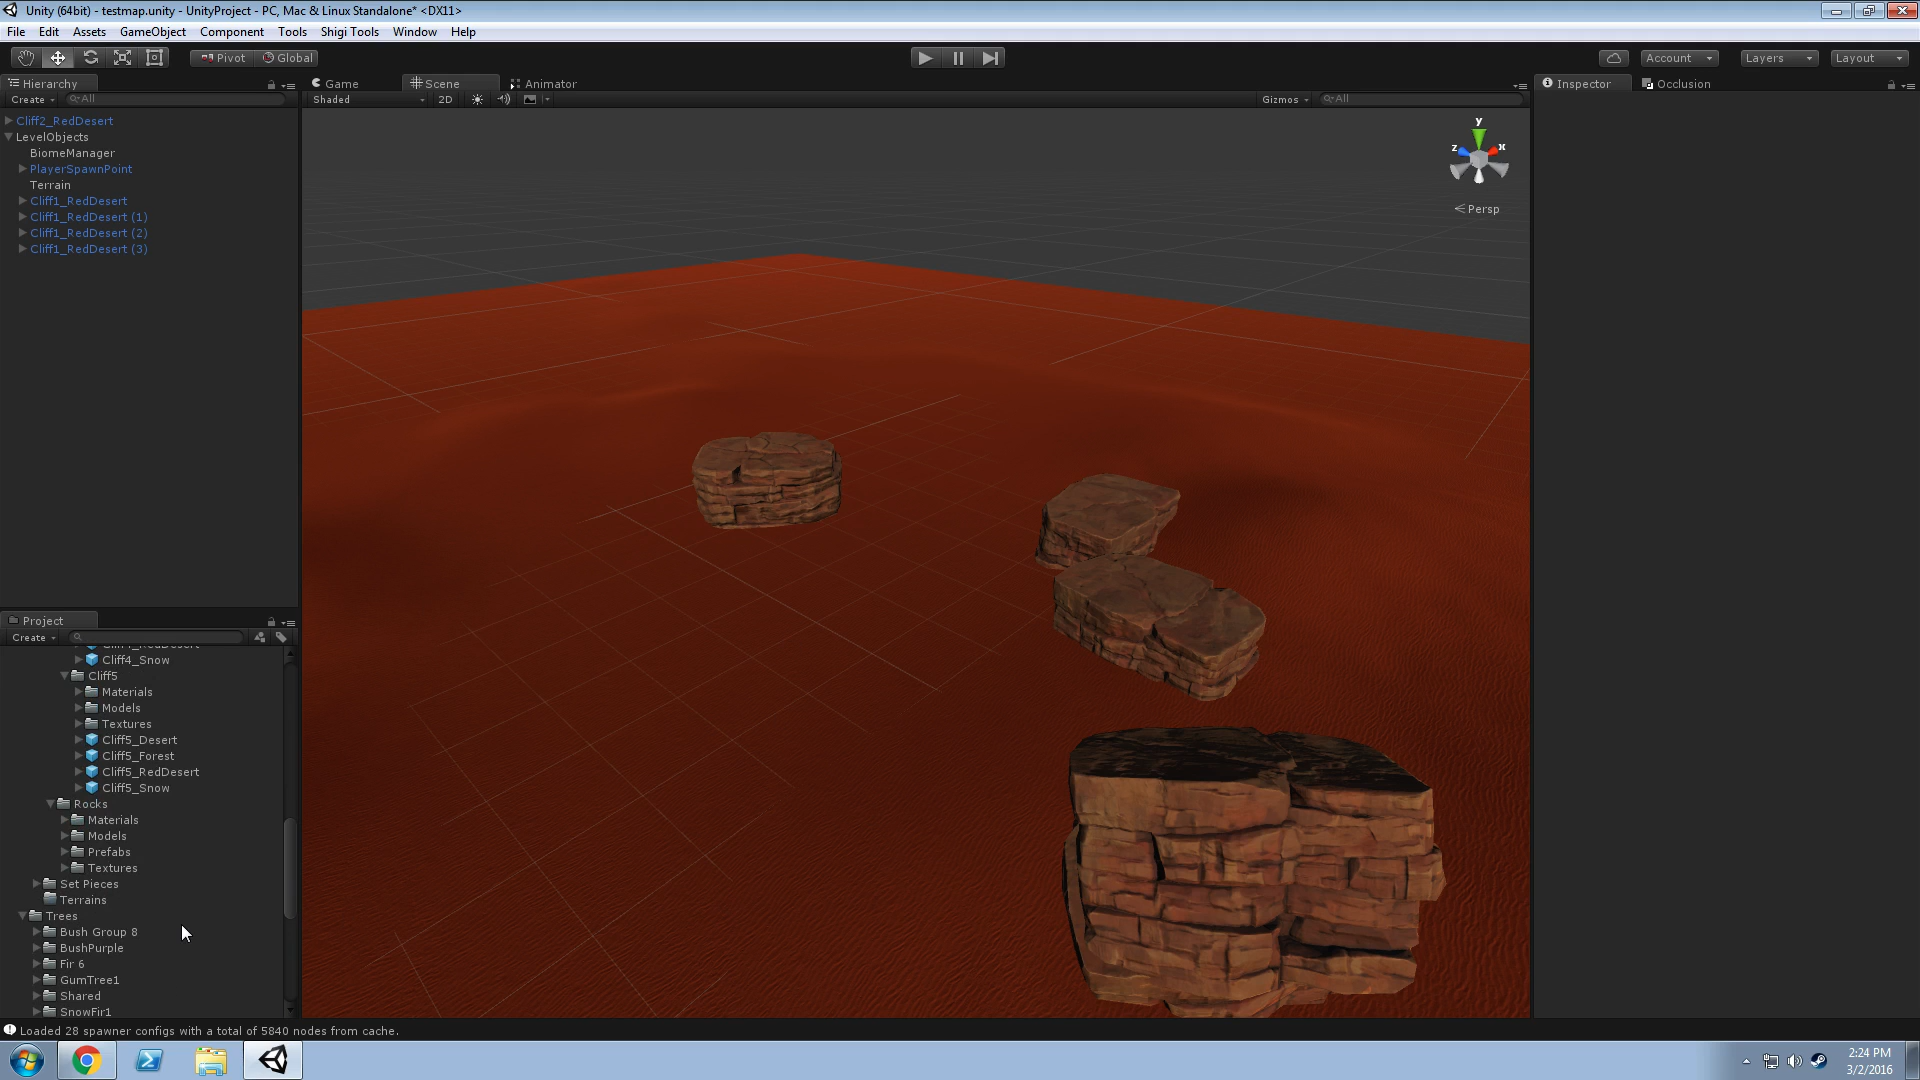 Unity (64bit) - testmap.unity - UnityProject - PC, Mac & Linux Standalone* <DX11>
File Edit Assets GameObject Component Tools Shigi Tools Window Help
Pivot Global Account Layers Layout
Hierarchy
Create All
Cliff2_RedDesert
LevelObjects
BiomeManager
PlayerSpawnPoint
Terrain
Cliff1_RedDesert
Cliff1_RedDesert (1)
Cliff1_RedDesert (2)
Cliff1_RedDesert (3)
Game Scene Animator
Shaded 2D Gizmos All
y
z x
Persp
Inspector Occlusion
Project
Create
Cliff4_Snow
Cliff5
Materials
Models
Textures
Cliff5_Desert
Cliff5_Forest
Cliff5_RedDesert
Cliff5_Snow
Rocks
Materials
Models
Prefabs
Textures
Set Pieces
Terrains
Trees
Bush Group 8
BushPurple
Fir 6
GumTree1
Shared
SnowFir1
Loaded 28 spawner configs with a total of 5840 nodes from cache.
2:24 PM
3/2/2016